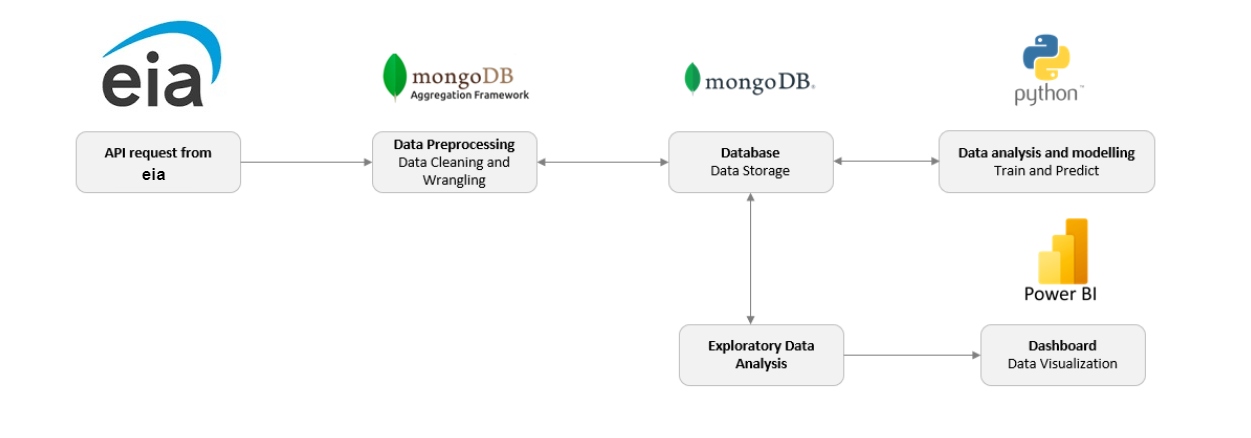 eia
mongoDB
Aggregation Framework
mongoDB.
python™
API request from
eia
Data Preprocessing
Data Cleaning and
Wrangling
Database
Data Storage
Data analysis and modelling
Train and Predict
Power BI
Exploratory Data
Analysis
Dashboard
Data Visualization